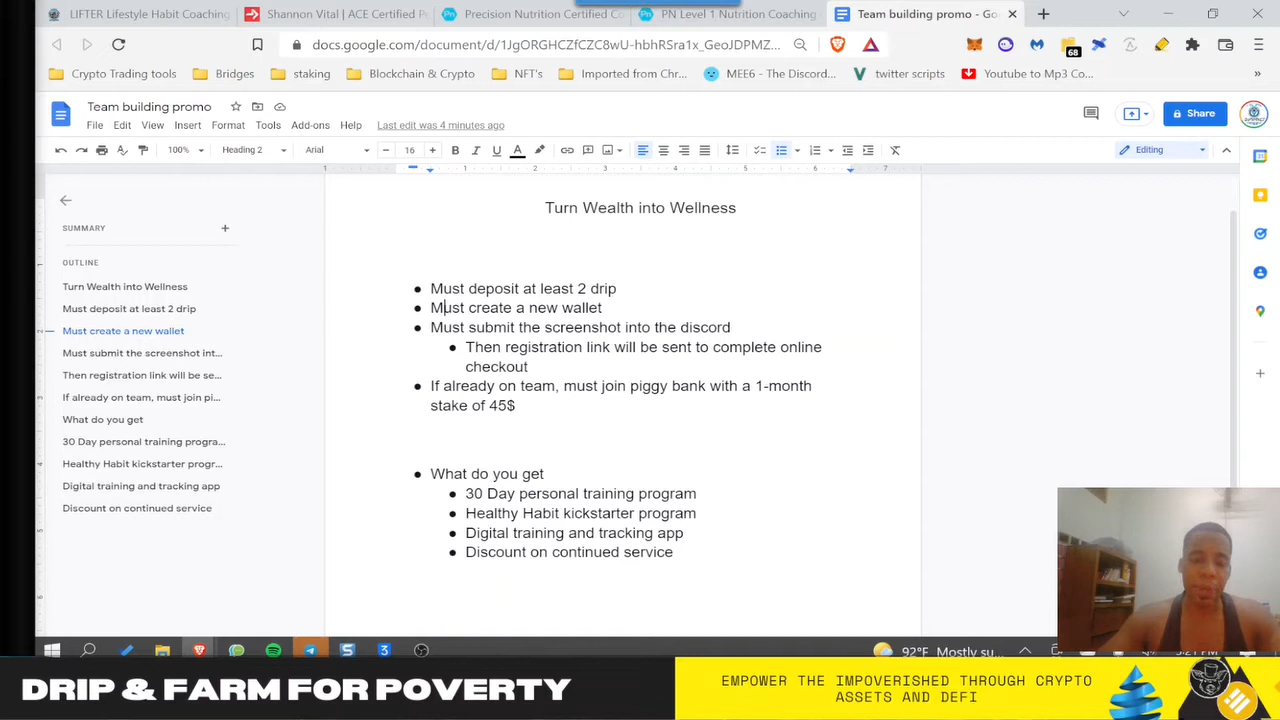 LIFTER Lifestyle Habit Coaching
Shannon Vital | ACE Certified P
Precision Nutrition Certified Co
PN Level 1 Nutrition Coaching
Team building promo - Go
docs.google.com/document/d/1JgORGHCZfCZC8wU-hbhRSra1x_GeoJDPMZ...
68
Crypto Trading tools
Bridges
staking
Blockchain & Crypto
NFT's
Imported from Chr...
MEE6 - The Discord...
twitter scripts
Youtube to Mp3 Co...
»
Team building promo
File Edit View Insert Format Tools Add-ons Help Last edit was 4 minutes ago
Share
100% Heading 2 Arial 16 B I U A Editing
1 1 2 3 4 5 6 7
SUMMARY
OUTLINE
Turn Wealth into Wellness
Must deposit at least 2 drip
Must create a new wallet
Must submit the screenshot int...
Then registration link will be se...
If already on team, must join pi...
What do you get
30 Day personal training progra...
Healthy Habit kickstarter progr...
Digital training and tracking app
Discount on continued service
Turn Wealth into Wellness
● Must deposit at least 2 drip
● Must create a new wallet
● Must submit the screenshot into the discord
● Then registration link will be sent to complete online
checkout
● If already on team, must join piggy bank with a 1-month
stake of 45$
● What do you get
● 30 Day personal training program
● Healthy Habit kickstarter program
● Digital training and tracking app
● Discount on continued service
92°F Mostly su...
DRIP & FARM FOR POVERTY
EMPOWER THE IMPOVERISHED THROUGH CRYPTO
ASSETS AND DEFI